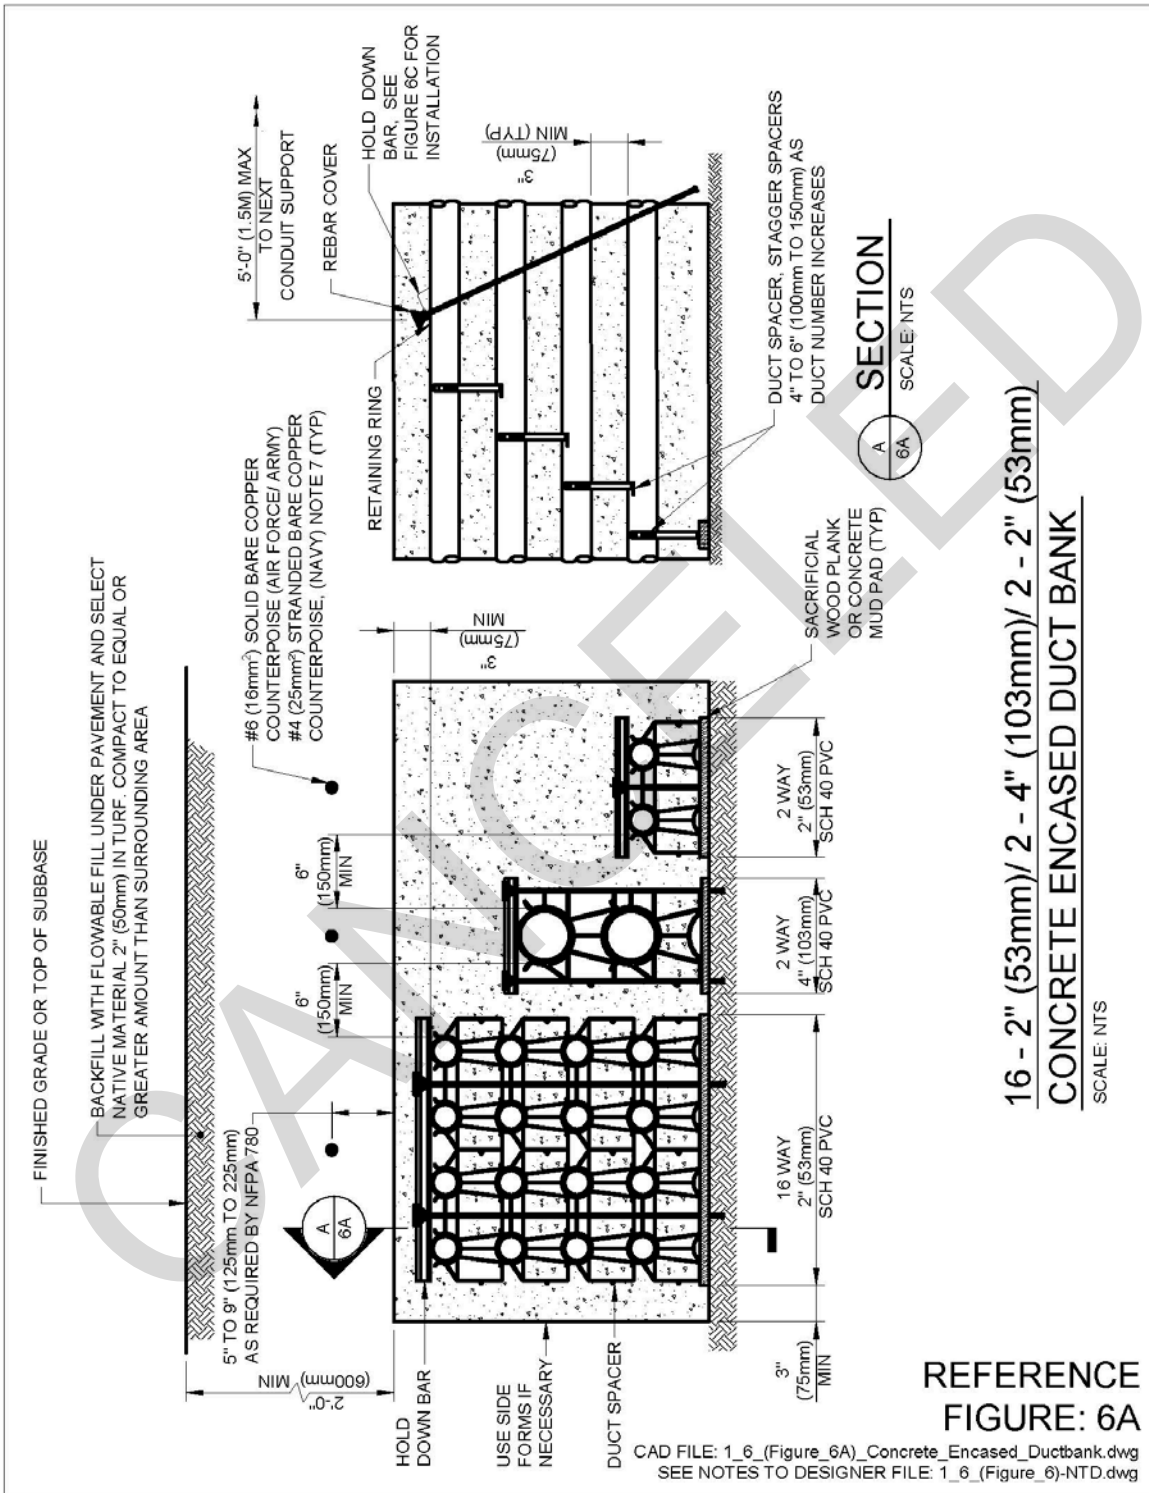 FINISHED GRADE OR TOP OF SUBBASE
BACKFILL WITH FLOWABLE FILL UNDER PAVEMENT AND SELECT
NATIVE MATERIAL 2" (50mm) IN TURF. COMPACT TO EQUAL OR
GREATER AMOUNT THAN SURROUNDING AREA
5" TO 9" (125mm TO 225mm)
AS REQUIRED BY NFPA 780
2'-0"
(600mm) MIN
A
6A
6"
(150mm)
MIN
6"
(150mm)
MIN
#6 (16mm²) SOLID BARE COPPER
COUNTERPOISE (AIR FORCE/ ARMY)
#4 (25mm²) STRANDED BARE COPPER
COUNTERPOISE, (NAVY) NOTE 7 (TYP)
3"
(75mm)
MIN
HOLD
DOWN BAR
USE SIDE
FORMS IF
NECESSARY
DUCT SPACER
3"
(75mm)
MIN
16 WAY
2" (53mm)
SCH 40 PVC
2 WAY
4" (103mm)
SCH 40 PVC
2 WAY
2" (53mm)
SCH 40 PVC
SACRIFICIAL
WOOD PLANK
OR CONCRETE
MUD PAD (TYP)
5'-0" (1.5M) MAX
TO NEXT
CONDUIT SUPPORT
REBAR COVER
RETAINING RING
HOLD DOWN
BAR, SEE
FIGURE 6C FOR
INSTALLATION
3"
(75mm)
MIN (TYP)
DUCT SPACER, STAGGER SPACERS
4" TO 6" (100mm TO 150mm) AS
DUCT NUMBER INCREASES
A
6A
SECTION
SCALE: NTS
16 - 2" (53mm)/ 2 - 4" (103mm)/ 2 - 2" (53mm)
CONCRETE ENCASED DUCT BANK
SCALE: NTS
CANCELED
REFERENCE
FIGURE: 6A
CAD FILE: 1_6_(Figure_6A)_Concrete_Encased_Ductbank.dwg
SEE NOTES TO DESIGNER FILE: 1_6_(Figure_6)-NTD.dwg